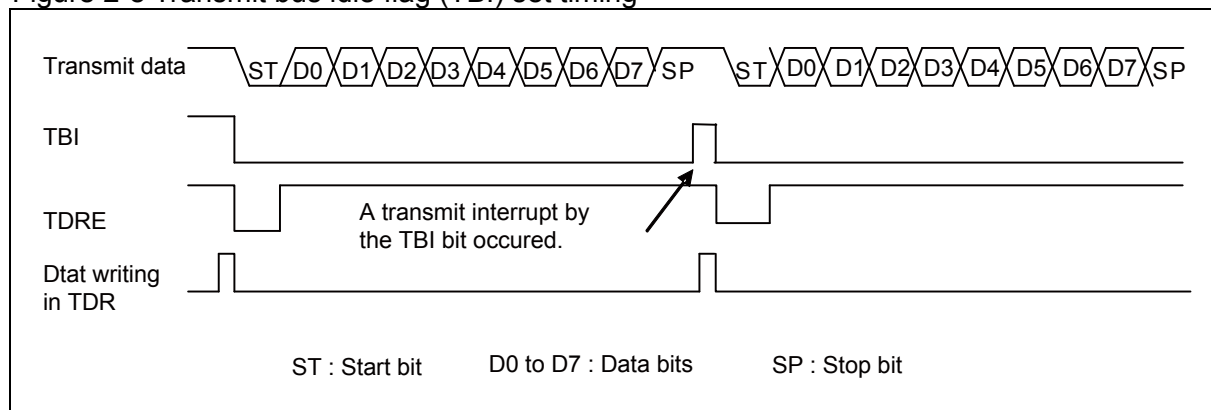 Figure 2-3 Transmit bus idle flag (TBI) set timing
Transmit data ST D0 D1 D2 D3 D4 D5 D6 D7 SP ST D0 D1 D2 D3 D4 D5 D6 D7 SP
TBI
TDRE
A transmit interrupt by
the TBI bit occured.
Dtat writing
in TDR
ST : Start bit D0 to D7 : Data bits SP : Stop bit